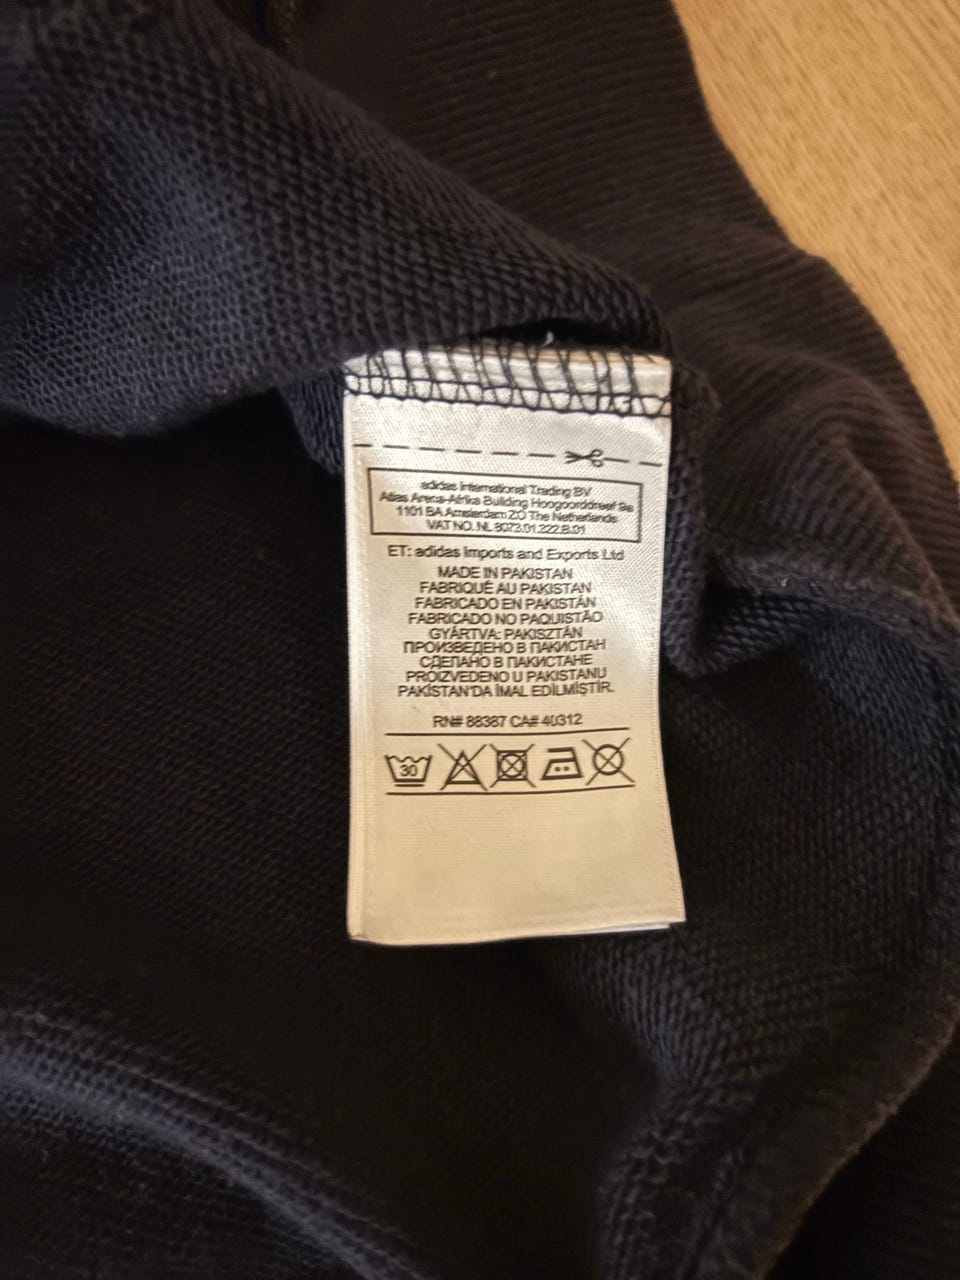 adidas International Trading BV
Atlas Arena-Afrika Building Hoogoorddreef 9a
1101 BA Amsterdam ZO The Netherlands
VAT NO. NL 8073.01.222.B.01
ET: adidas Imports and Exports Ltd
MADE IN PAKISTAN
FABRIQUÉ AU PAKISTAN
FABRICADO EN PAKISTÁN
FABRICADO NO PAQUISTÃO
GYÁRTVA: PAKISZTÁN
ПРОИЗВЕДЕНО В ПАКИСТАН
СДЕЛАНО В ПАКИСТАНЕ
PROIZVEDENO U PAKISTANU
PAKİSTAN'DA İMAL EDİLMİŞTİR.
RN# 88387 CA# 40312
30